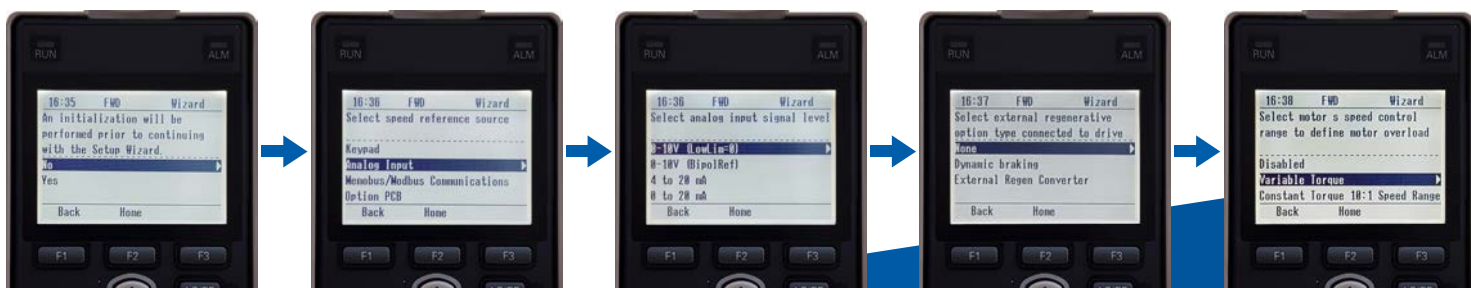 RUN
ALM
16:35 FWD Wizard
An initialization will be
performed prior to continuing
with the Setup Wizard.
No
Yes
Back Home
F1 F2 F3
RUN
ALM
16:36 FWD Wizard
Select speed reference source
Keypad
Analog Input
Memobus/Modbus Communications
Option PCB
Back Home
F1 F2 F3
RUN
ALM
16:36 FWD Wizard
Select analog input signal level
0-10V (LowLim=0)
0-10V (BipolRef)
4 to 20 mA
0 to 20 mA
Back Home
F1 F2 F3
RUN
ALM
16:37 FWD Wizard
Select external regenerative
option type connected to drive
None
Dynamic braking
External Regen Converter
Back Home
F1 F2 F3
RUN
ALM
16:38 FWD Wizard
Select motor s speed control
range to define motor overload
Disabled
Variable Torque
Constant Torque 10:1 Speed Range
Back Home
F1 F2 F3